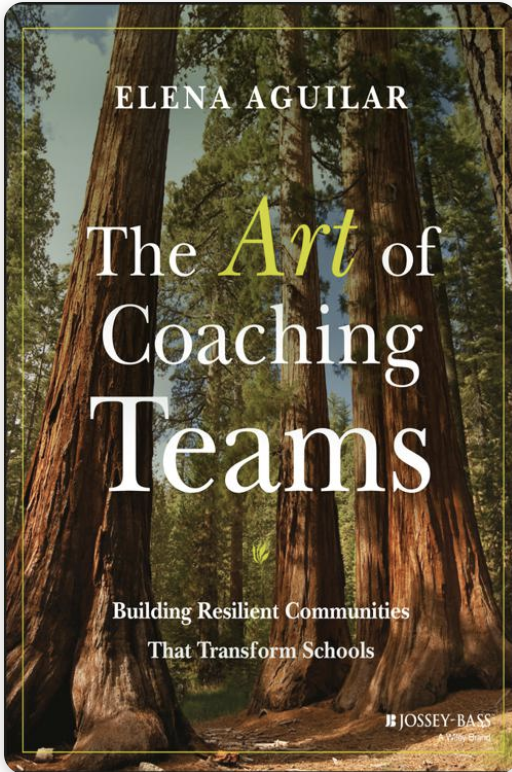 ELENA AGUILAR
The Art of
Coaching
Teams
Building Resilient Communities
That Transform Schools
JOSSEY-BASS
A Wiley Brand